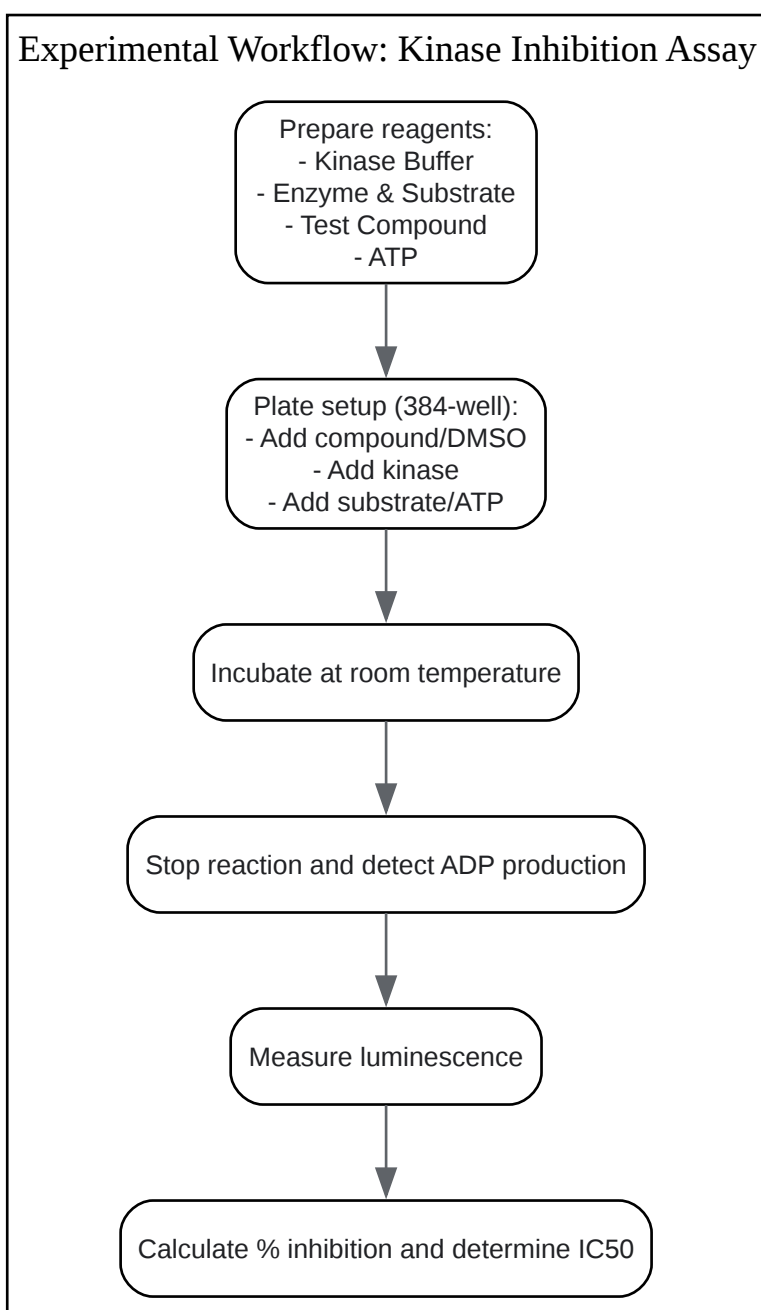 Experimental Workflow: Kinase Inhibition Assay
Prepare reagents:
- Kinase Buffer
- Enzyme & Substrate
- Test Compound
- ATP
Plate setup (384-well):
- Add compound/DMSO
- Add kinase
- Add substrate/ATP
Incubate at room temperature
Stop reaction and detect ADP production
Measure luminescence
Calculate % inhibition and determine IC50